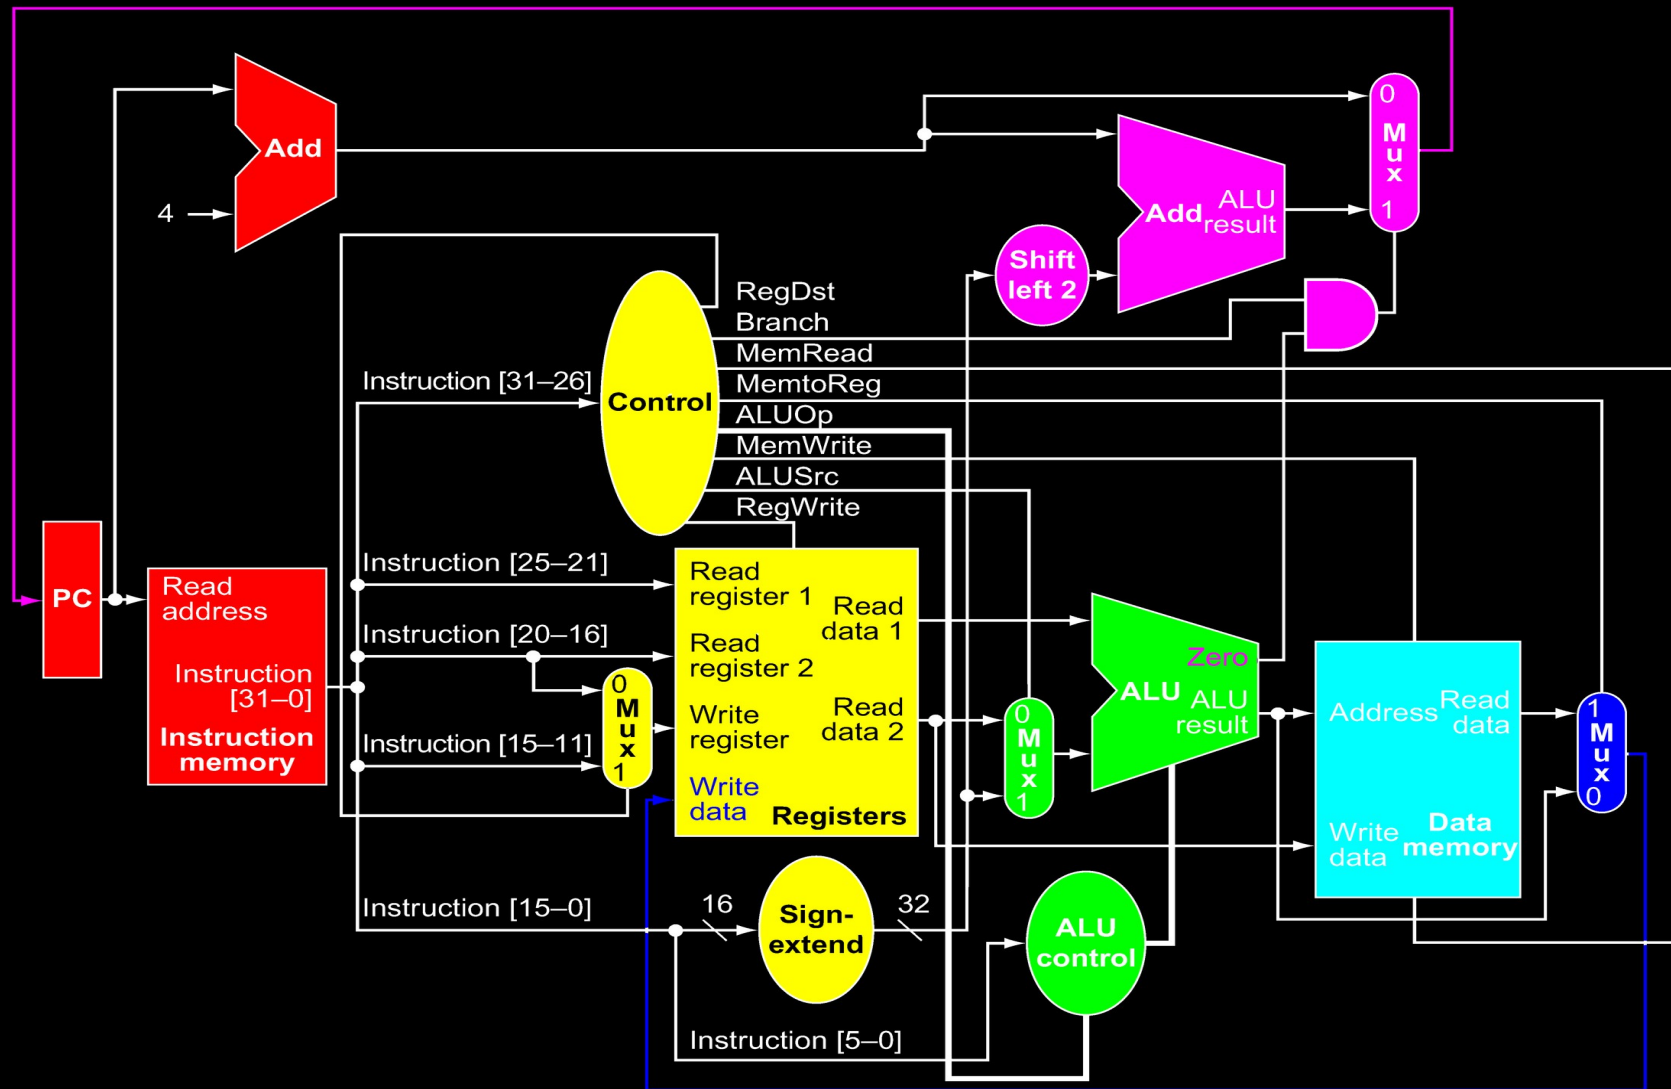 0
M
u
x
1
Add
4
Add
ALU
result
Shift
left 2
RegDst
Branch
MemRead
MemtoReg
ALUOp
MemWrite
ALUSrc
RegWrite
Instruction [31–26]
Control
Instruction [25–21]
Instruction [20–16]
Instruction [15–11]
Instruction [15–0]
Instruction [5–0]
PC
Read
address
Instruction
[31–0]
Instruction
memory
0
M
u
x
1
Read
register 1
Read
register 2
Write
register
Write
data
Read
data 1
Read
data 2
Registers
16
Sign-
extend
32
0
M
u
x
1
Zero
ALU
ALU
result
ALU
control
Address
Read
data
Write
data
Data
memory
1
M
u
x
0